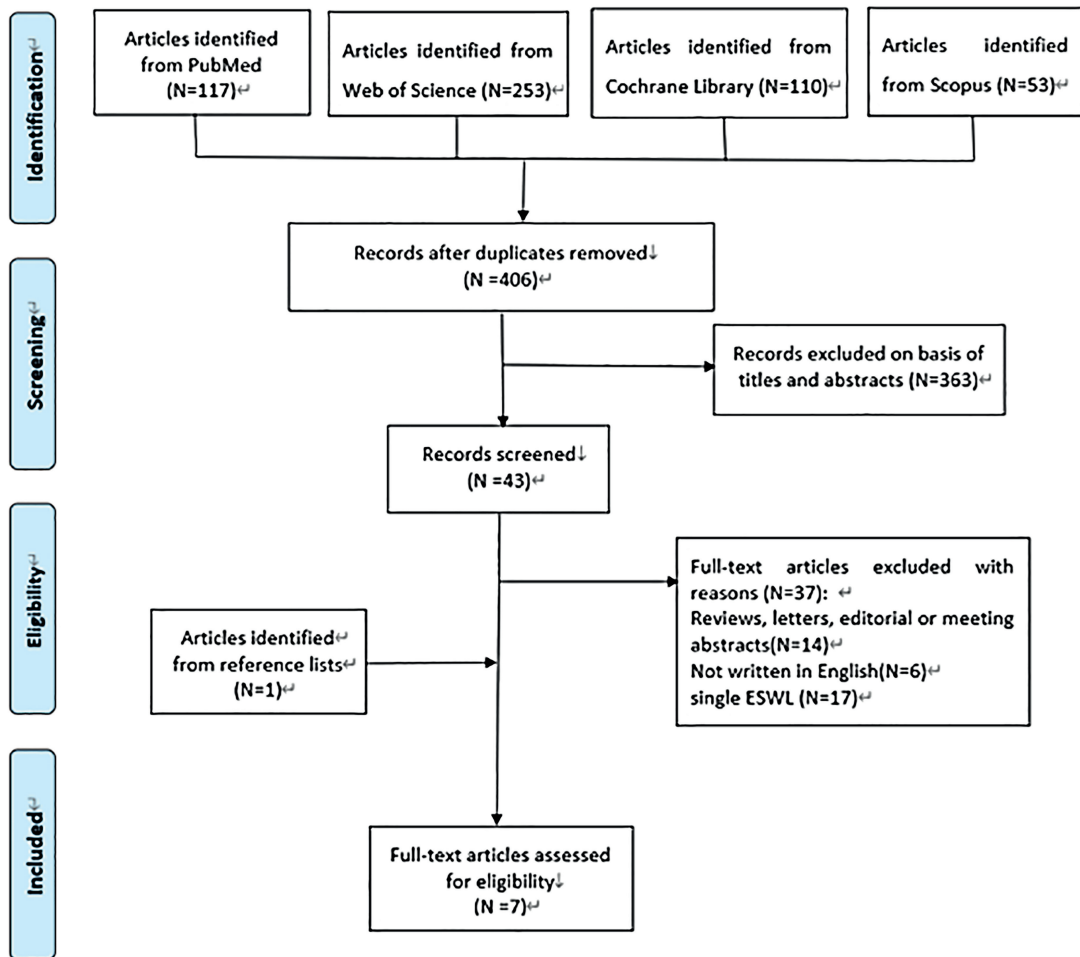 Identification↵
Articles identified↵
from PubMed
(N=117)↵
Articles identified from
Web of Science (N=253)↵
Articles identified from
Cochrane Library (N=110)↵
Articles identified
from Scopus (N=53)↵
Records after duplicates removed↓
(N =406)↵
Screening↵
Records excluded on basis of
titles and abstracts (N=363)↵
Records screened↓
(N =43)↵
Eligibility↵
Full-text articles excluded with
reasons (N=37): ↵
Reviews, letters, editorial or meeting
abstracts(N=14)↵
Not written in English(N=6)↵
single ESWL (N=17)↵
Articles identified↵
from reference lists↵
(N=1)↵
Included↵
Full-text articles assessed
for eligibility↓
(N =7)↵